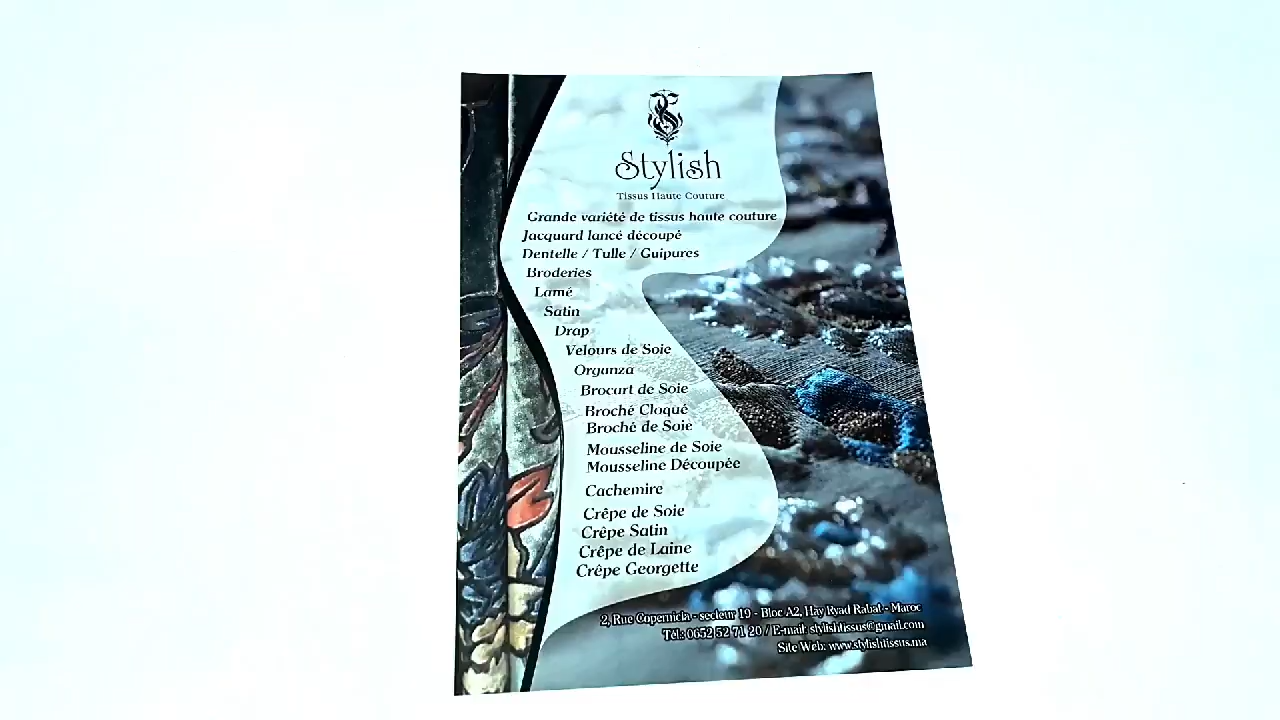 Stylish
Tissus Haute Couture
Grande variété de tissus haute couture
Jacquard lancé découpé
Dentelle / Tulle / Guipures
Broderies
Lamé
Satin
Drap
Velours de Soie
Organza
Brocart de Soie
Broché Cloqué
Broché de Soie
Mousseline de Soie
Mousseline Découpée
Cachemire
Crêpe de Soie
Crêpe Satin
Crêpe de Laine
Crêpe Georgette
2, Rue Copernicia - secteur 19 - Bloc A2, Hay Ryad Rabat - Maroc
Tél.: 0652 52 71 20 / E-mail: stylishtissus@gmail.com
Site Web: www.stylishtissus.ma